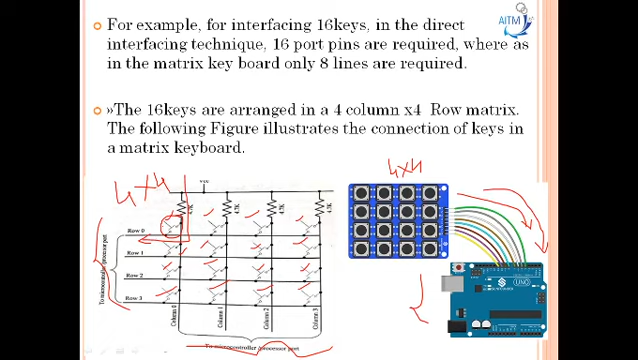 AITM
For example, for interfacing 16keys, in the direct
interfacing technique, 16 port pins are required, where as
in the matrix key board only 8 lines are required.
»The 16keys are arranged in a 4 column x4 Row matrix.
The following Figure illustrates the connection of keys in
a matrix keyboard.
4x4
4x4
4.7K
4.7K
4.7K
4.7K
Row 0
Row 1
Row 2
Row 3
To microcontroller /processor port
Column 0
Column 1
Column 2
Column 3
To microcontroller /processor port
UNO